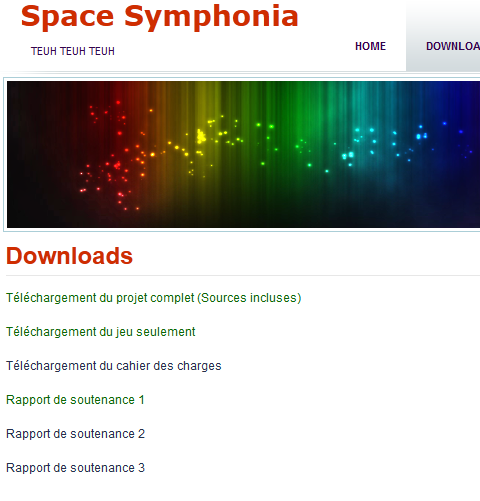 Space Symphonia
TEUH TEUH TEUH
HOME
DOWNLOA
Downloads
Téléchargement du projet complet (Sources incluses)
Téléchargement du jeu seulement
Téléchargement du cahier des charges
Rapport de soutenance 1
Rapport de soutenance 2
Rapport de soutenance 3